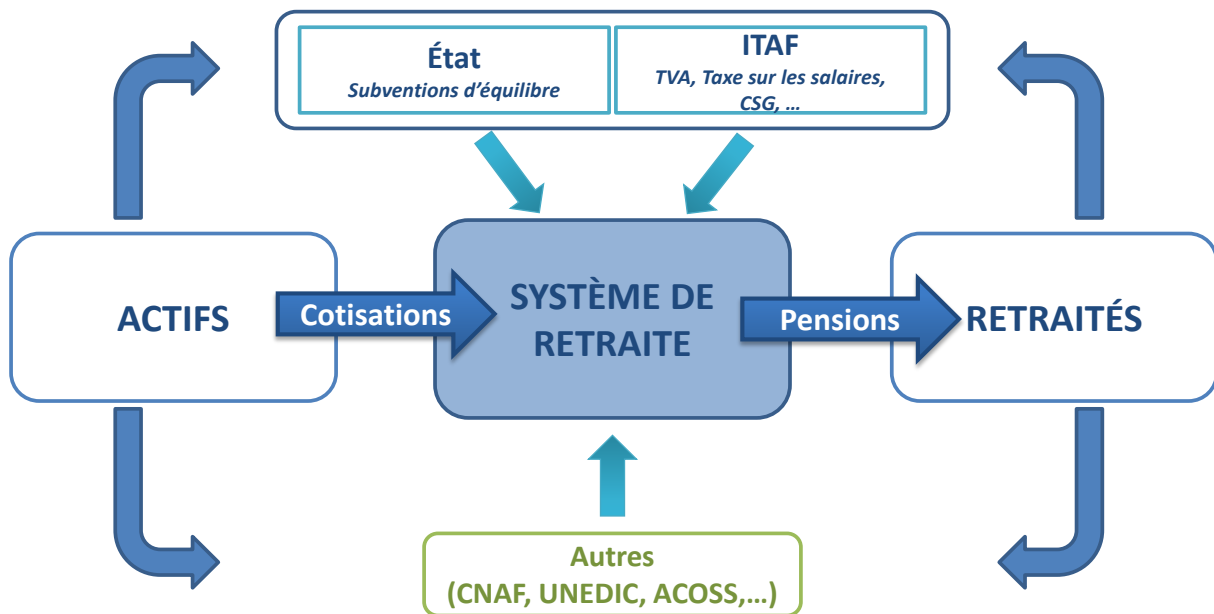 État
Subventions d'équilibre
ITAF
TVA, Taxe sur les salaires,
CSG, …
ACTIFS
Cotisations
SYSTÈME DE
RETRAITE
Pensions
RETRAITÉS
Autres
(CNAF, UNEDIC, ACOSS,…)